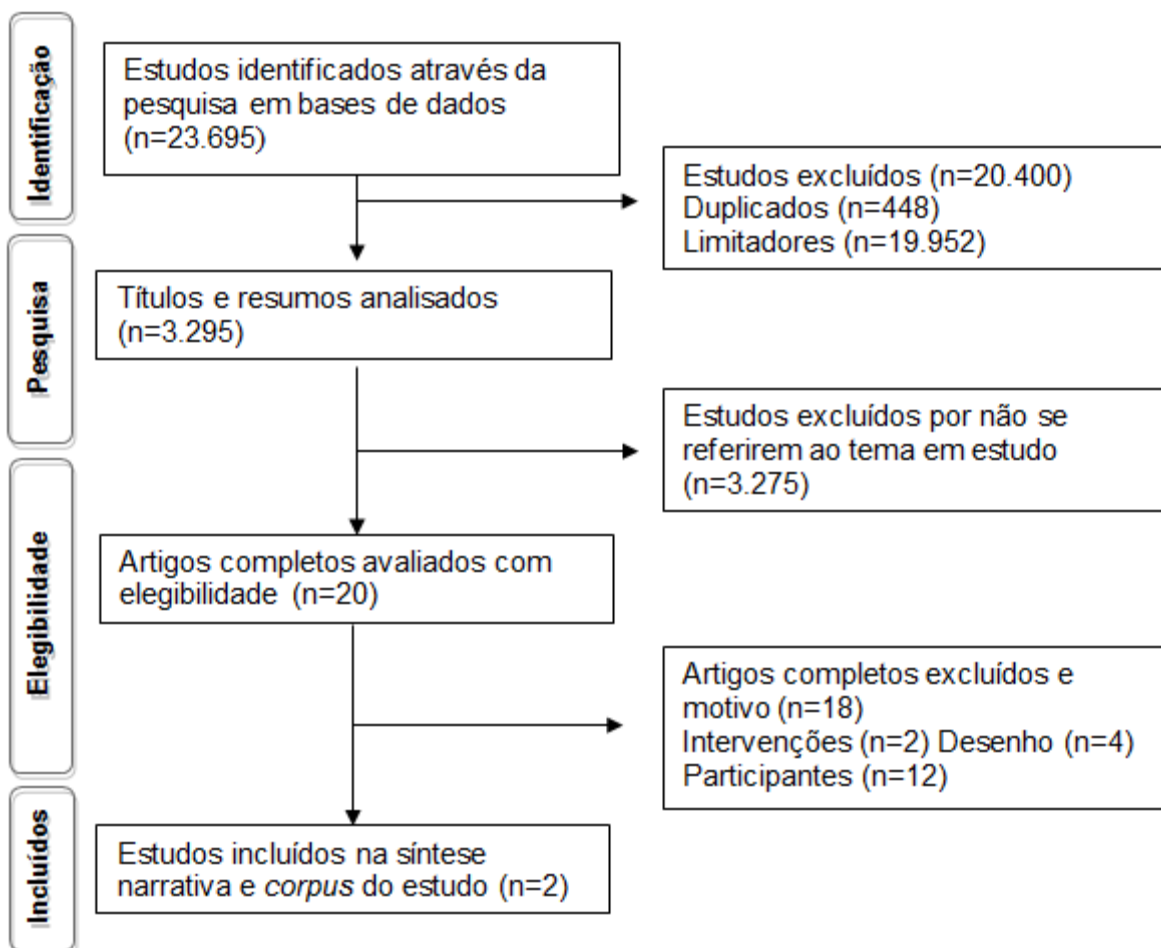 Identificação
Estudos identificados através da
pesquisa em bases de dados
(n=23.695)
Estudos excluídos (n=20.400)
Duplicados (n=448)
Limitadores (n=19.952)
Pesquisa
Títulos e resumos analisados
(n=3.295)
Estudos excluídos por não se
referirem ao tema em estudo
(n=3.275)
Elegibilidade
Artigos completos avaliados com
elegibilidade (n=20)
Artigos completos excluídos e
motivo (n=18)
Intervenções (n=2) Desenho (n=4)
Participantes (n=12)
Incluídos
Estudos incluídos na síntese
narrativa e corpus do estudo (n=2)